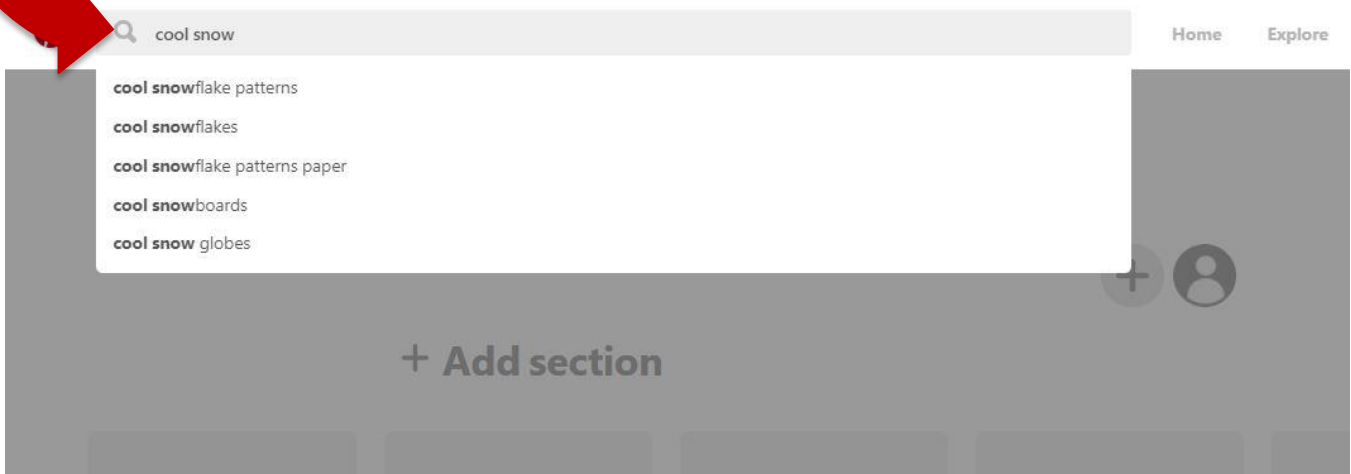 cool snow
Home Explore
cool snowflake patterns
cool snowflakes
cool snowflake patterns paper
cool snowboards
cool snow globes
+ Add section